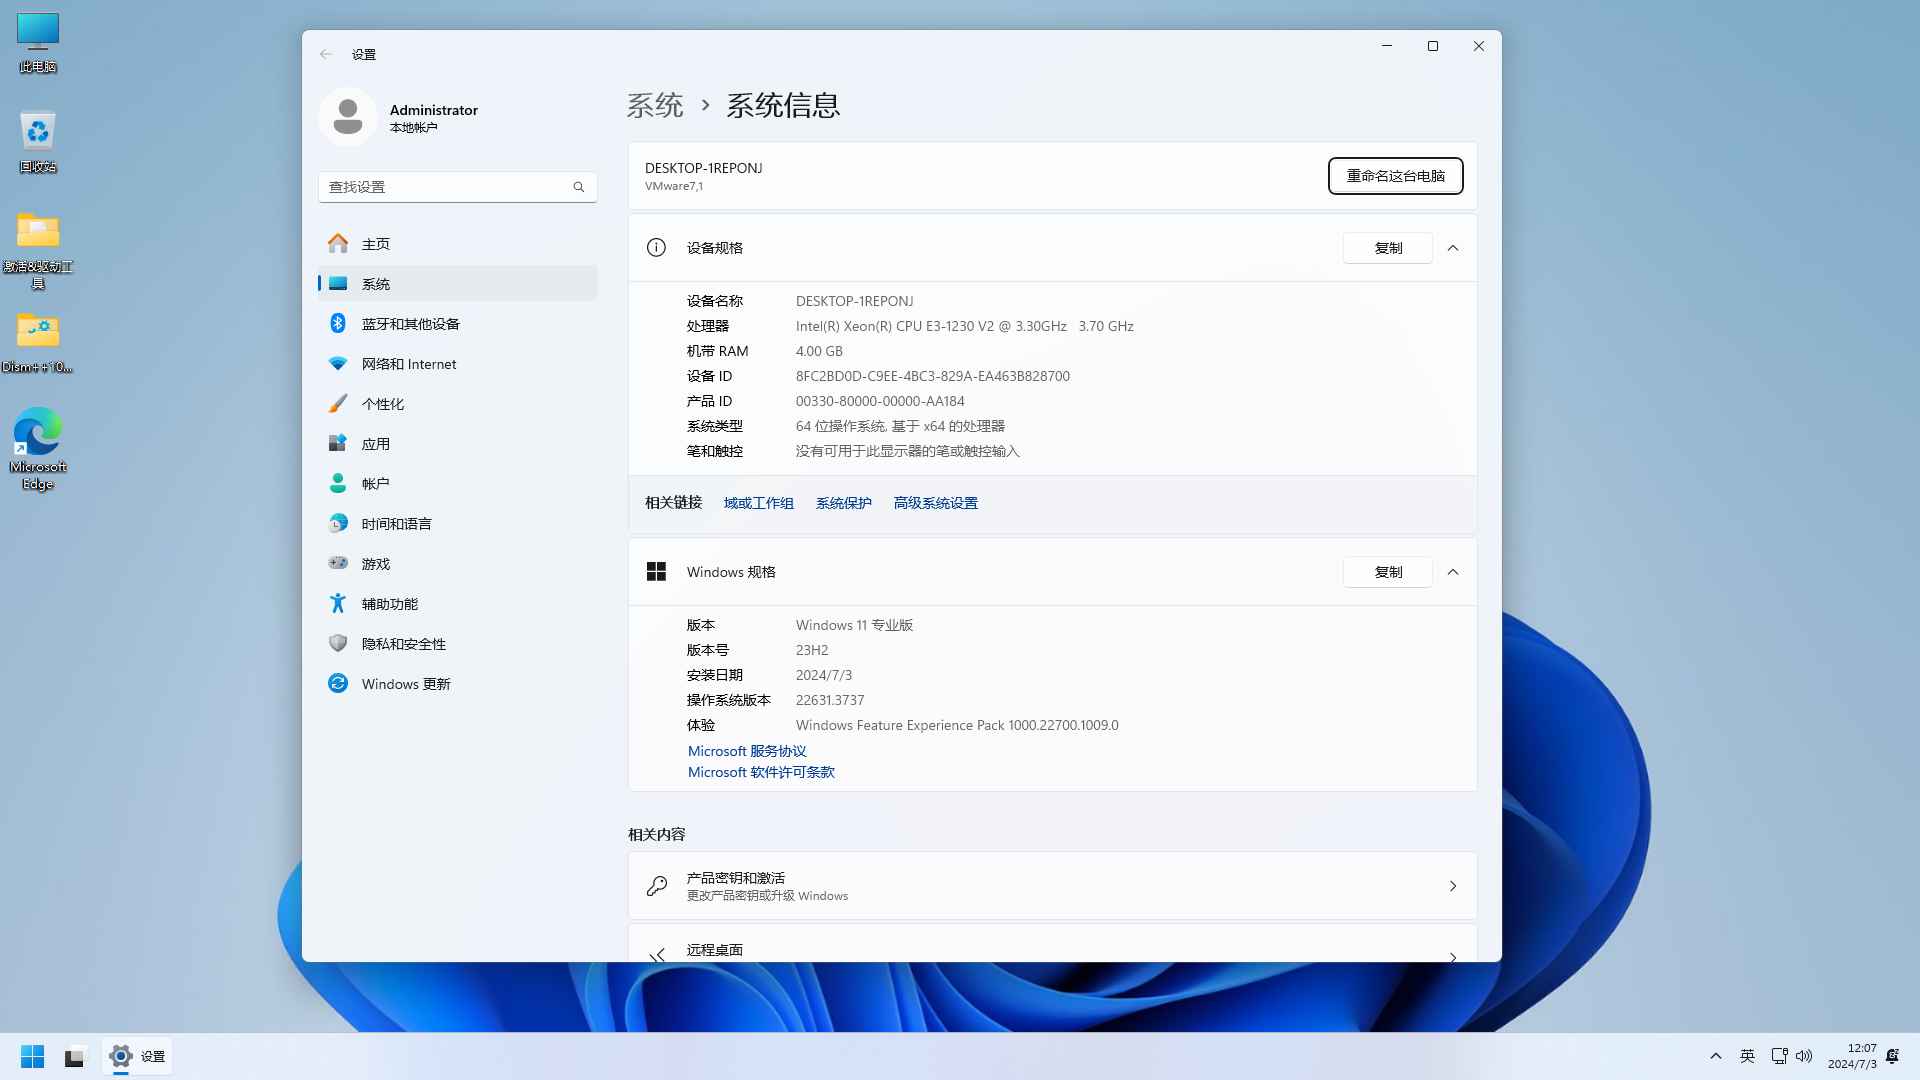 此电脑
回收站
激活&驱动工
具
Dism++10...
Microsoft
Edge
设置
Administrator
本地帐户
查找设置
主页
系统
蓝牙和其他设备
网络和 Internet
个性化
应用
帐户
时间和语言
游戏
辅助功能
隐私和安全性
Windows 更新
系统 › 系统信息
DESKTOP-1REPONJ
VMware7,1
重命名这台电脑
设备规格
复制
设备名称 DESKTOP-1REPONJ
处理器 Intel(R) Xeon(R) CPU E3-1230 V2 @ 3.30GHz 3.70 GHz
机带 RAM 4.00 GB
设备 ID 8FC2BD0D-C9EE-4BC3-829A-EA463B828700
产品 ID 00330-80000-00000-AA184
系统类型 64 位操作系统, 基于 x64 的处理器
笔和触控 没有可用于此显示器的笔或触控输入
相关链接 域或工作组 系统保护 高级系统设置
Windows 规格
复制
版本 Windows 11 专业版
版本号 23H2
安装日期 2024/7/3
操作系统版本 22631.3737
体验 Windows Feature Experience Pack 1000.22700.1009.0
Microsoft 服务协议
Microsoft 软件许可条款
相关内容
产品密钥和激活
更改产品密钥或升级 Windows
远程桌面
设置
英
12:07
2024/7/3